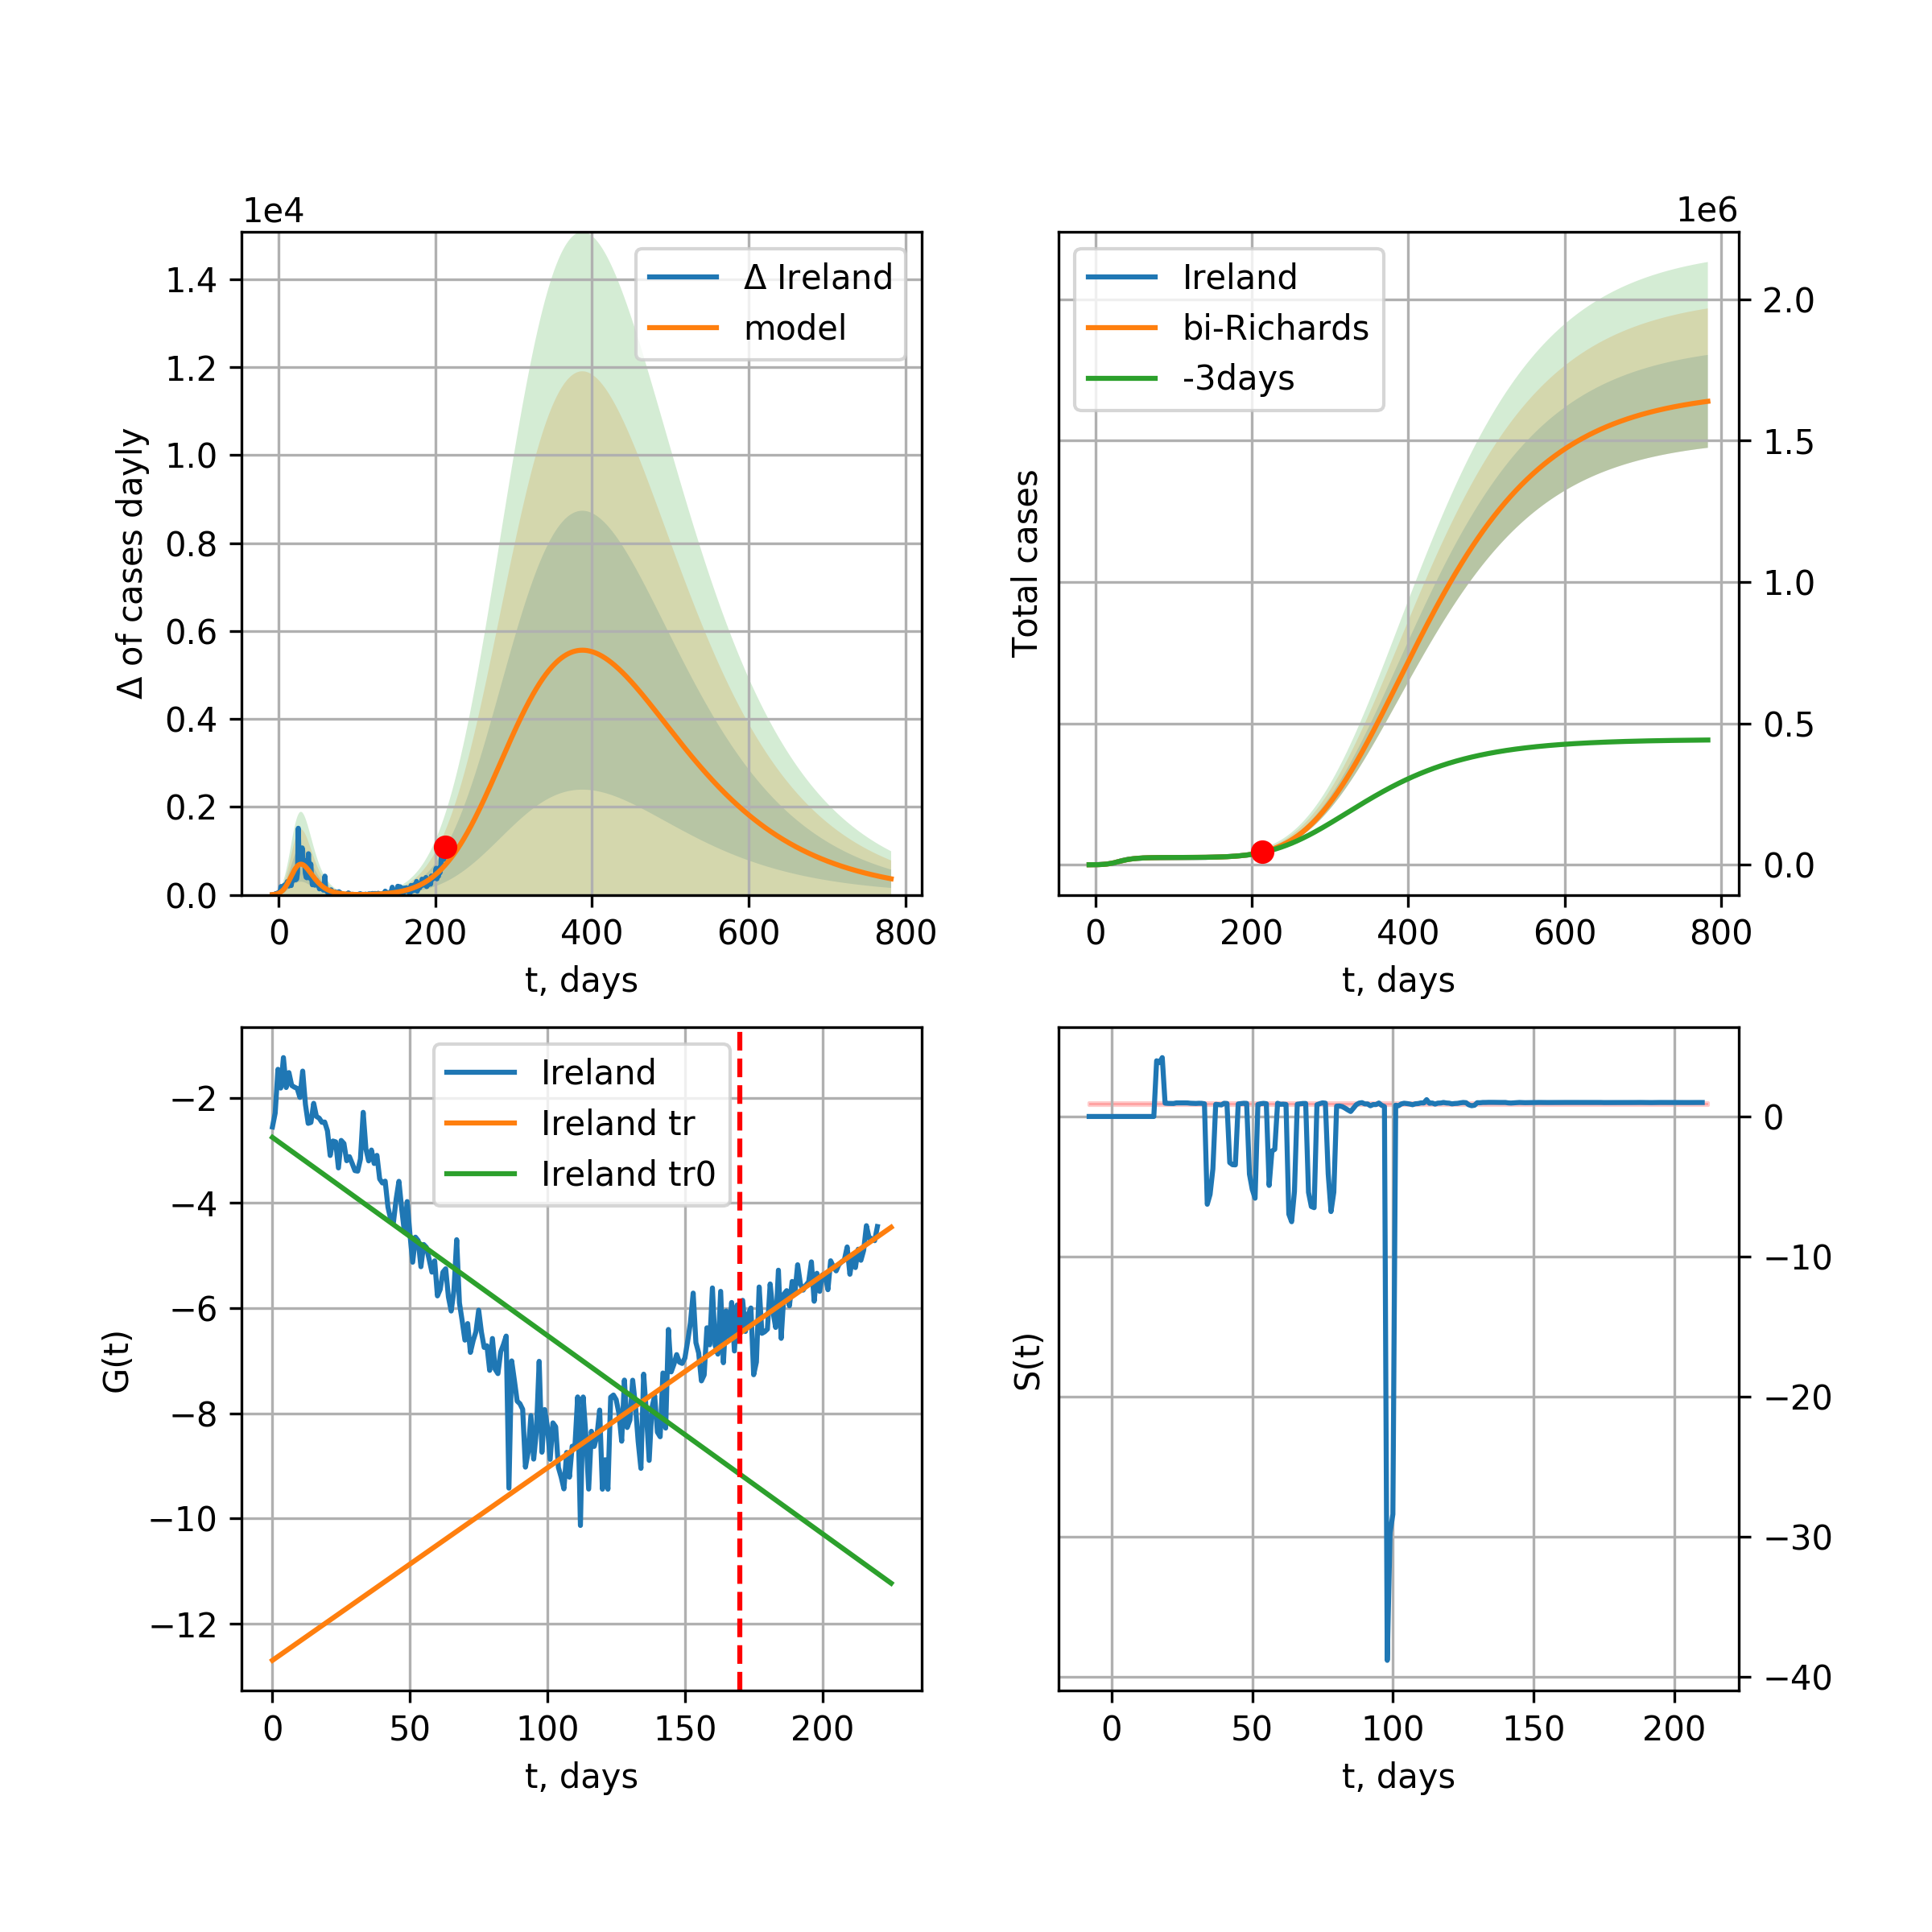 1e4
Δ of cases dayly
1.4
1.2
1.0
0.8
0.6
0.4
0.2
0.0
0 200 400 600 800
t, days
Δ Ireland
model
1e6
Total cases
2.0
1.5
1.0
0.5
0.0
0 200 400 600 800
t, days
Ireland
bi-Richards
-3days
G(t)
−2
−4
−6
−8
−10
−12
0 50 100 150 200
t, days
Ireland
Ireland tr
Ireland tr0
S(t)
0
−10
−20
−30
−40
0 50 100 150 200
t, days